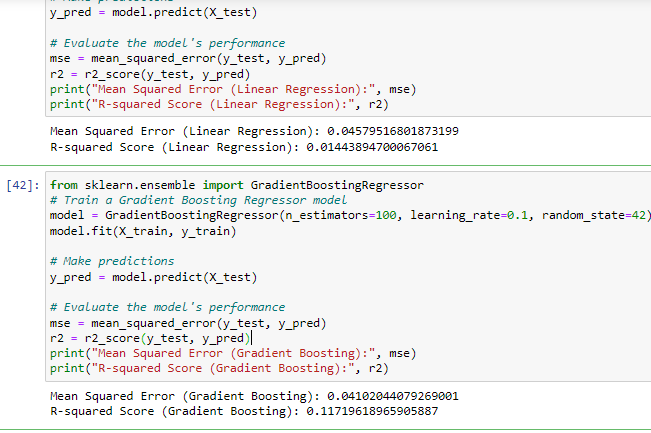 y_pred = model.predict(X_test)
# Evaluate the model's performance
mse = mean_squared_error(y_test, y_pred)
r2 = r2_score(y_test, y_pred)
print("Mean Squared Error (Linear Regression):", mse)
print("R-squared Score (Linear Regression):", r2)
Mean Squared Error (Linear Regression): 0.04579516801873199
R-squared Score (Linear Regression): 0.01443894700067061
[42]: from sklearn.ensemble import GradientBoostingRegressor
# Train a Gradient Boosting Regressor model
model = GradientBoostingRegressor(n_estimators=100, learning_rate=0.1, random_state=42)
model.fit(X_train, y_train)
# Make predictions
y_pred = model.predict(X_test)
# Evaluate the model's performance
mse = mean_squared_error(y_test, y_pred)
r2 = r2_score(y_test, y_pred)
print("Mean Squared Error (Gradient Boosting):", mse)
print("R-squared Score (Gradient Boosting):", r2)
Mean Squared Error (Gradient Boosting): 0.04102044079269001
R-squared Score (Gradient Boosting): 0.11719618965905887